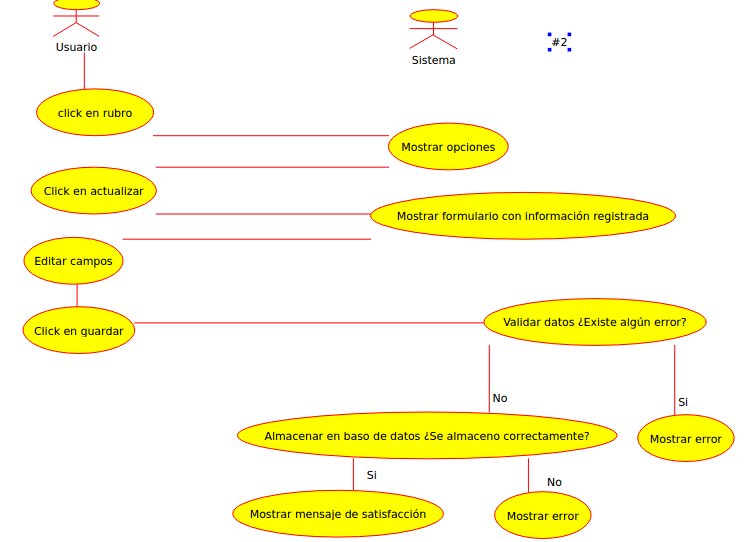 Usuario
Sistema
#2
click en rubro
Mostrar opciones
Click en actualizar
Mostrar formulario con información registrada
Editar campos
Click en guardar
Validar datos ¿Existe algún error?
No
Si
Almacenar en baso de datos ¿Se almaceno correctamente?
Mostrar error
Si
No
Mostrar mensaje de satisfacción
Mostrar error